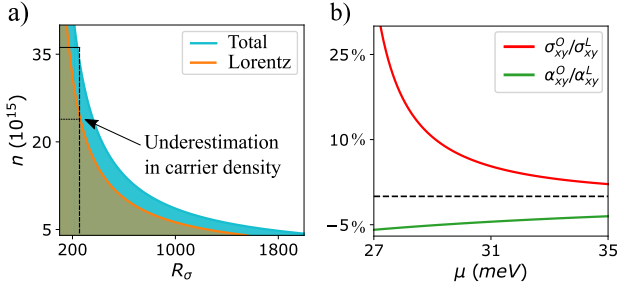 a)
n (10^15)
35
20
5
200
1000
1800
R_σ
Total
Lorentz
Underestimation
in carrier density
b)
25%
10%
−5%
27
31
35
μ (meV)
σ^O_xy/σ^L_xy
α^O_xy/α^L_xy